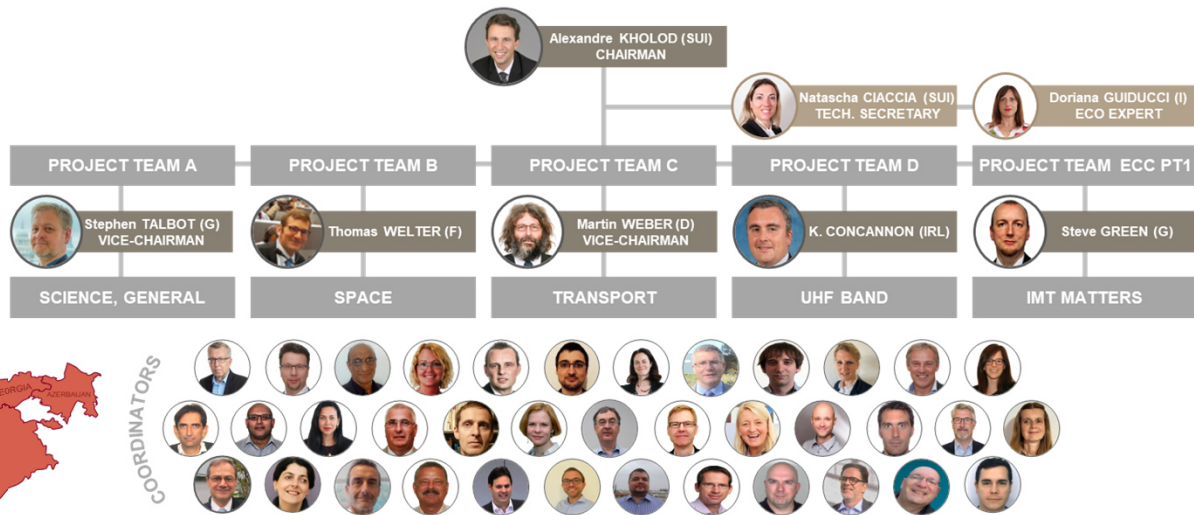 Alexandre KHOLOD (SUI)
CHAIRMAN
Natascha CIACCIA (SUI)
TECH. SECRETARY
Doriana GUIDUCCI (I)
ECO EXPERT
PROJECT TEAM A
PROJECT TEAM B
PROJECT TEAM C
PROJECT TEAM D
PROJECT TEAM ECC PT1
Stephen TALBOT (G)
VICE-CHAIRMAN
Thomas WELTER (F)
Martin WEBER (D)
VICE-CHAIRMAN
K. CONCANNON (IRL)
Steve GREEN (G)
SCIENCE, GENERAL
SPACE
TRANSPORT
UHF BAND
IMT MATTERS
COORDINATORS
AZERBAIJAN